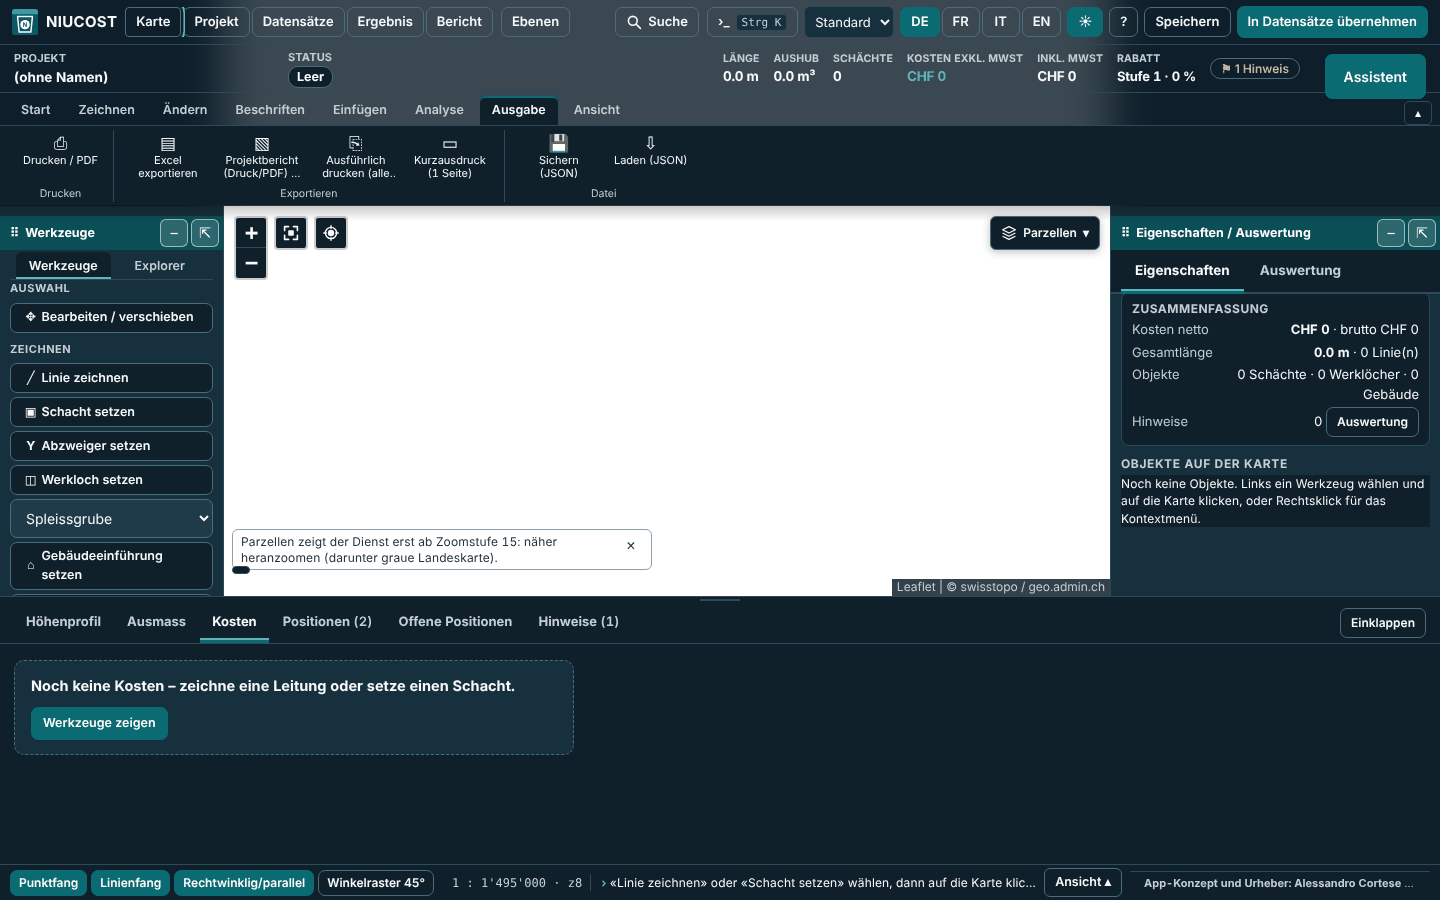 NIUCOST Karte Projekt Datensätze Ergebnis Bericht Ebenen Suche Strg K Standard DE FR IT EN ? Speichern In Datensätze übernehmen
PROJEKT STATUS LÄNGE AUSHUB SCHÄCHTE KOSTEN EXKL. MWST INKL. MWST RABATT
(ohne Namen) Leer 0.0 m 0.0 m³ 0 CHF 0 CHF 0 Stufe 1 · 0 % 1 Hinweis Assistent
Start Zeichnen Ändern Beschriften Einfügen Analyse Ausgabe Ansicht
Drucken / PDF
Excel exportieren
Projektbericht (Druck/PDF) ...
Ausführlich drucken (alle..
Kurzausdruck (1 Seite)
Sichern (JSON)
Laden (JSON)
Drucken Exportieren Datei
Werkzeuge
Werkzeuge Explorer
AUSWAHL
Bearbeiten / verschieben
ZEICHNEN
Linie zeichnen
Schacht setzen
Y Abzweiger setzen
Werkloch setzen
Spleissgrube
Gebäudeeinführung
setzen
+
−
Parzellen
Parzellen zeigt der Dienst erst ab Zoomstufe 15: näher
heranzoomen (darunter graue Landeskarte).
Leaflet | © swisstopo / geo.admin.ch
Eigenschaften / Auswertung
Eigenschaften Auswertung
ZUSAMMENFASSUNG
Kosten netto CHF 0 · brutto CHF 0
Gesamtlänge 0.0 m · 0 Linie(n)
Objekte 0 Schächte · 0 Werklöcher · 0
Gebäude
Hinweise 0 Auswertung
OBJEKTE AUF DER KARTE
Noch keine Objekte. Links ein Werkzeug wählen und
auf die Karte klicken, oder Rechtsklick für das
Kontextmenü.
Höhenprofil Ausmass Kosten Positionen (2) Offene Positionen Hinweise (1) Einklappen
Noch keine Kosten – zeichne eine Leitung oder setze einen Schacht.
Werkzeuge zeigen
Punktfang Linienfang Rechtwinklig/parallel Winkelraster 45° 1 : 1'495'000 · z8 › «Linie zeichnen» oder «Schacht setzen» wählen, dann auf die Karte klic... Ansicht App-Konzept und Urheber: Alessandro Cortese ...